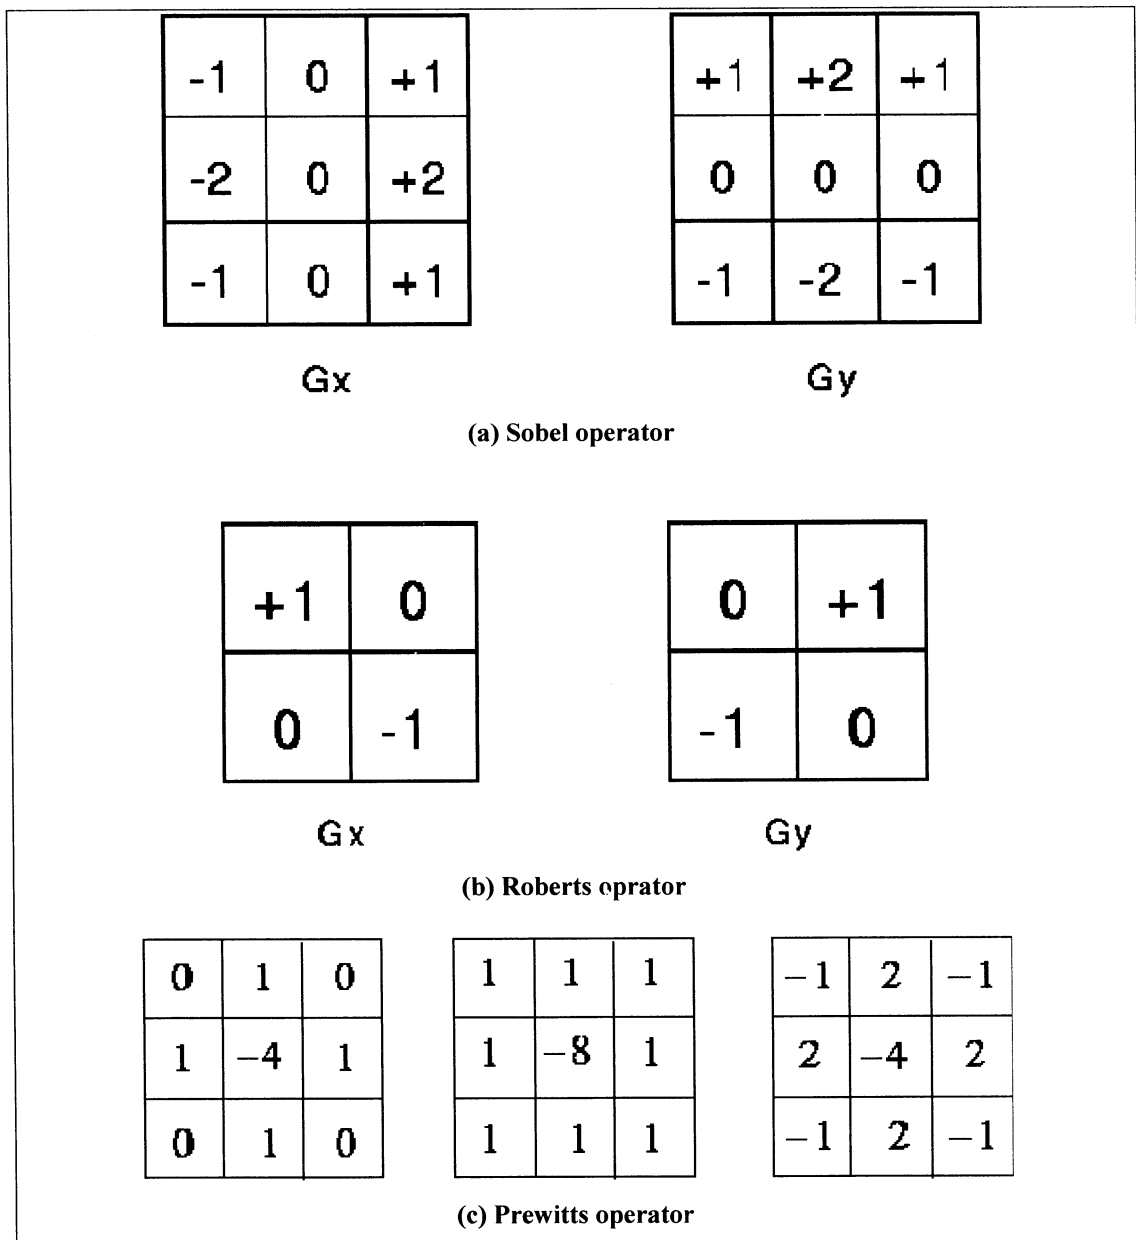 -1 0 +1 +1 +2 +1
-2 0 +2 0 0 0
-1 0 +1 -1 -2 -1
Gx Gy
(a) Sobel operator
+1 0 0 +1
0 -1 -1 0
Gx Gy
(b) Roberts oprator
0 1 0 1 1 1 -1 2 -1
1 -4 1 1 -8 1 2 -4 2
0 1 0 1 1 1 -1 2 -1
(c) Prewitts operator